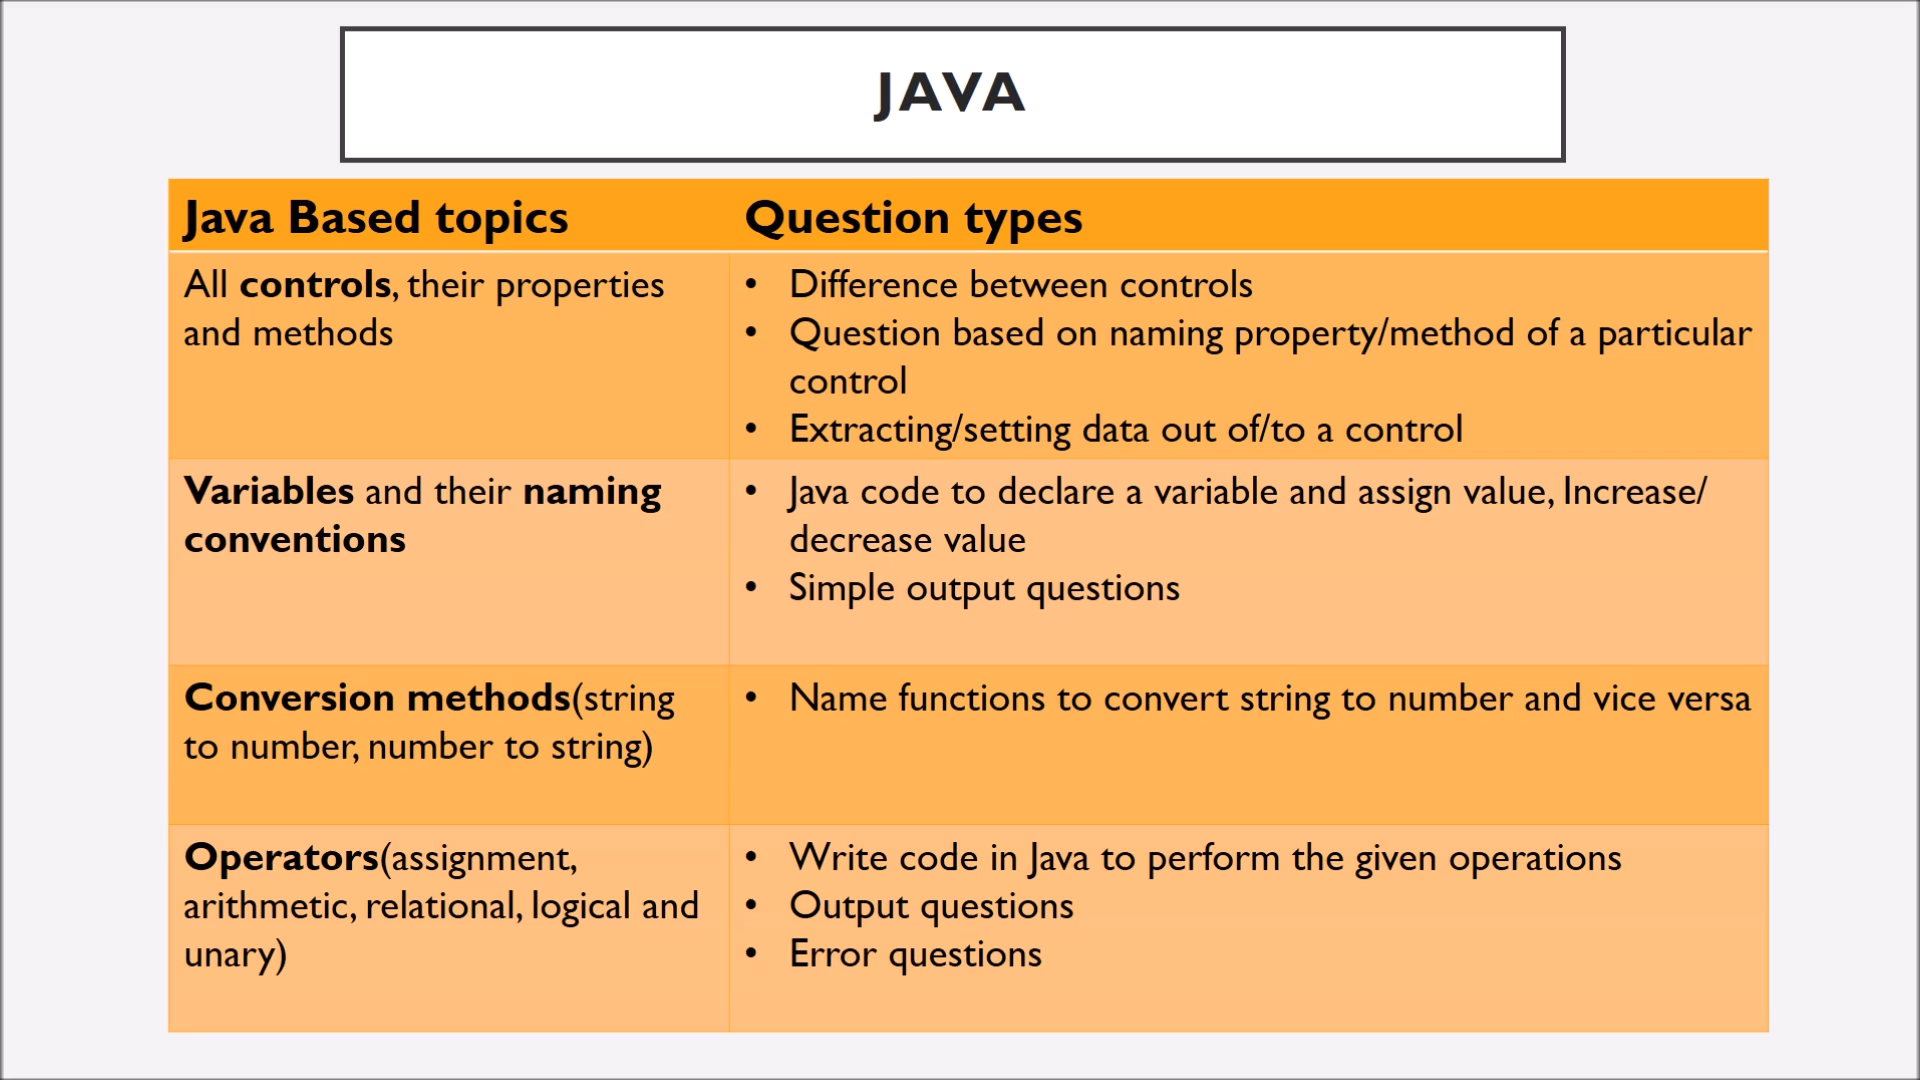 JAVA
Java Based topics
Question types
All controls, their properties
and methods
• Difference between controls
• Question based on naming property/method of a particular
control
• Extracting/setting data out of/to a control
Variables and their naming
conventions
• Java code to declare a variable and assign value, Increase/
decrease value
• Simple output questions
Conversion methods(string
to number, number to string)
• Name functions to convert string to number and vice versa
Operators(assignment,
arithmetic, relational, logical and
unary)
• Write code in Java to perform the given operations
• Output questions
• Error questions